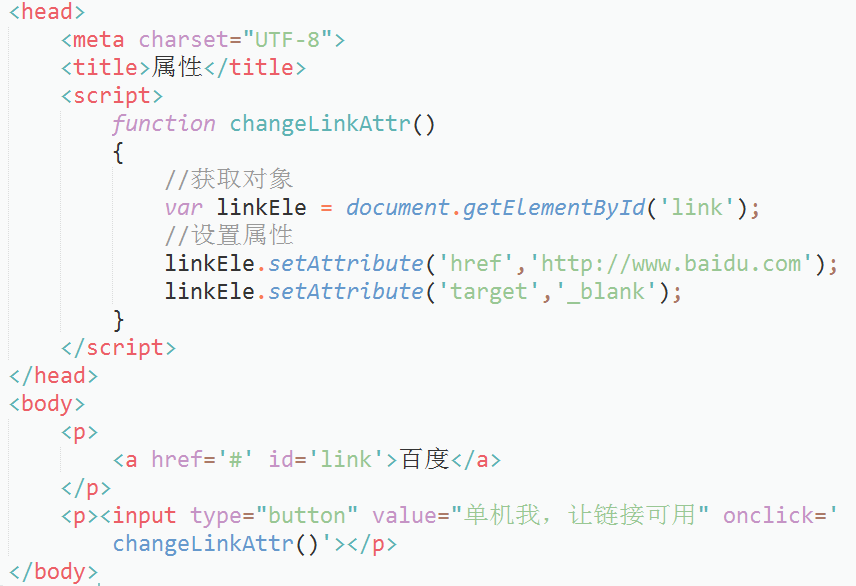 <head>
<meta charset="UTF-8">
<title>属性</title>
<script>
function changeLinkAttr()
{
//获取对象
var linkEle = document.getElementById('link');
//设置属性
linkEle.setAttribute('href','http://www.baidu.com');
linkEle.setAttribute('target','_blank');
}
</script>
</head>
<body>
<p>
<a href='#' id='link'>百度</a>
</p>
<p><input type="button" value="单机我，让链接可用" onclick='
changeLinkAttr()'></p>
</body>